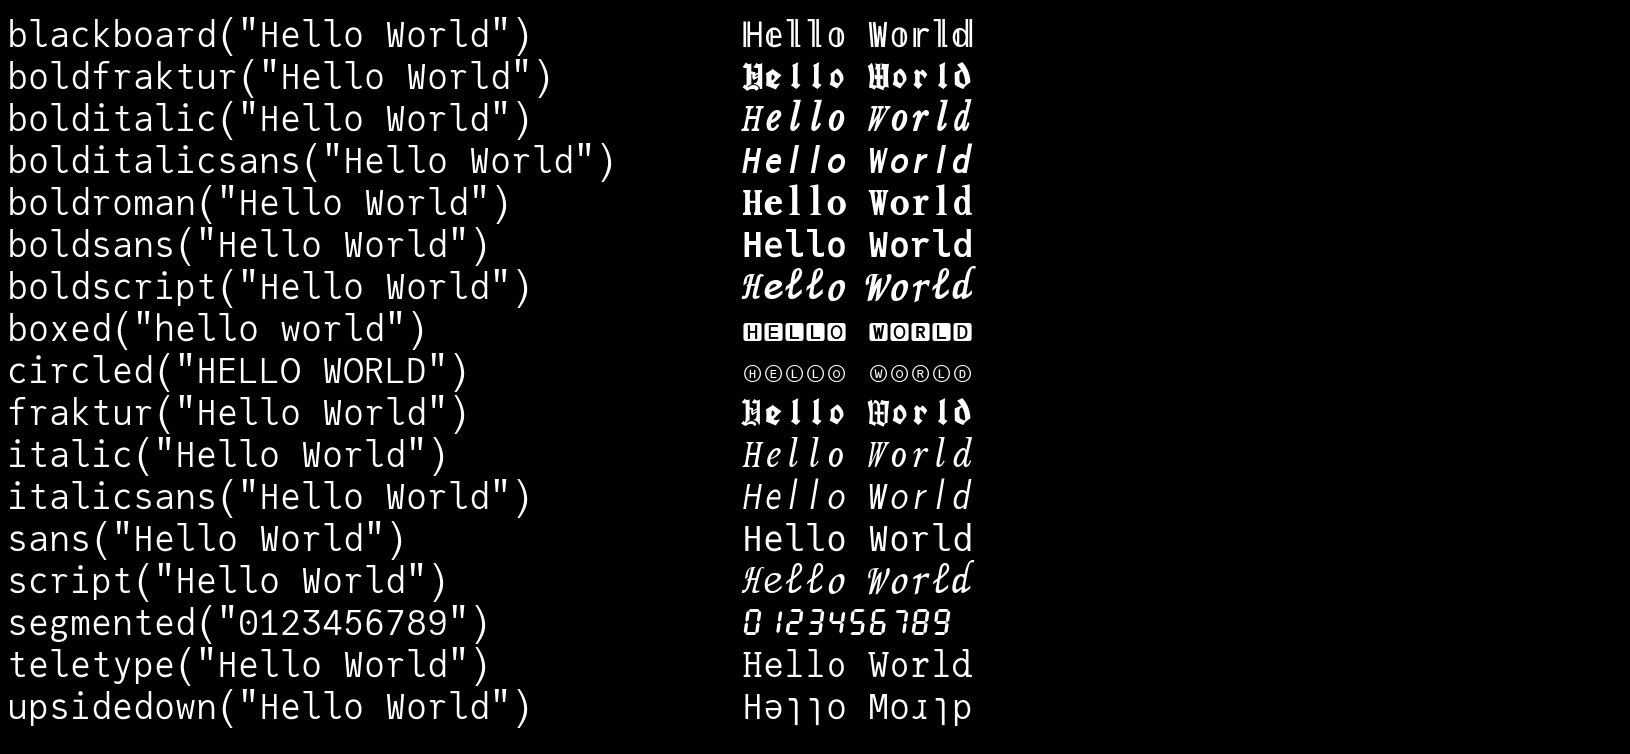 blackboard("Hello World") ℍ𝕖𝕝𝕝𝕠 𝕎𝕠𝕣𝕝𝕕
boldfraktur("Hello World") 𝕳𝖊𝖑𝖑𝖔 𝖂𝖔𝖗𝖑𝖉
bolditalic("Hello World") 𝑯𝒆𝒍𝒍𝒐 𝑾𝒐𝒓𝒍𝒅
bolditalicsans("Hello World") 𝙃𝙚𝙡𝙡𝙤 𝙒𝙤𝙧𝙡𝙙
boldroman("Hello World") 𝐇𝐞𝐥𝐥𝐨 𝐖𝐨𝐫𝐥𝐝
boldsans("Hello World") 𝗛𝗲𝗹𝗹𝗼 𝗪𝗼𝗿𝗹𝗱
boldscript("Hello World") 𝓗𝓮𝓵𝓵𝓸 𝓦𝓸𝓻𝓵𝓭
boxed("hello world") 🅷🅴🅻🅻🅾 🆆🅾🆁🅻🅳
circled("HELLO WORLD") ⒽⒺⓁⓁⓄ ⓌⓄⓇⓁⒹ
fraktur("Hello World") ℌ𝔢𝔩𝔩𝔬 𝔚𝔬𝔯𝔩𝔡
italic("Hello World") 𝐻𝑒𝑙𝑙𝑜 𝑊𝑜𝑟𝑙𝑑
italicsans("Hello World") 𝘏𝘦𝘭𝘭𝘰 𝘞𝘰𝘳𝘭𝘥
sans("Hello World") 𝖧𝖾𝗅𝗅𝗈 𝖶𝗈𝗋𝗅𝖽
script("Hello World") ℋℯ𝓁𝓁ℴ 𝒲ℴ𝓇𝓁𝒹
segmented("0123456789") 🯰🯱🯲🯳🯴🯵🯶🯷🯸🯹
teletype("Hello World") 𝙷𝚎𝚕𝚕𝚘 𝚆𝚘𝚛𝚕𝚍
upsidedown("Hello World") Hǝʅʅo Moɹʅp